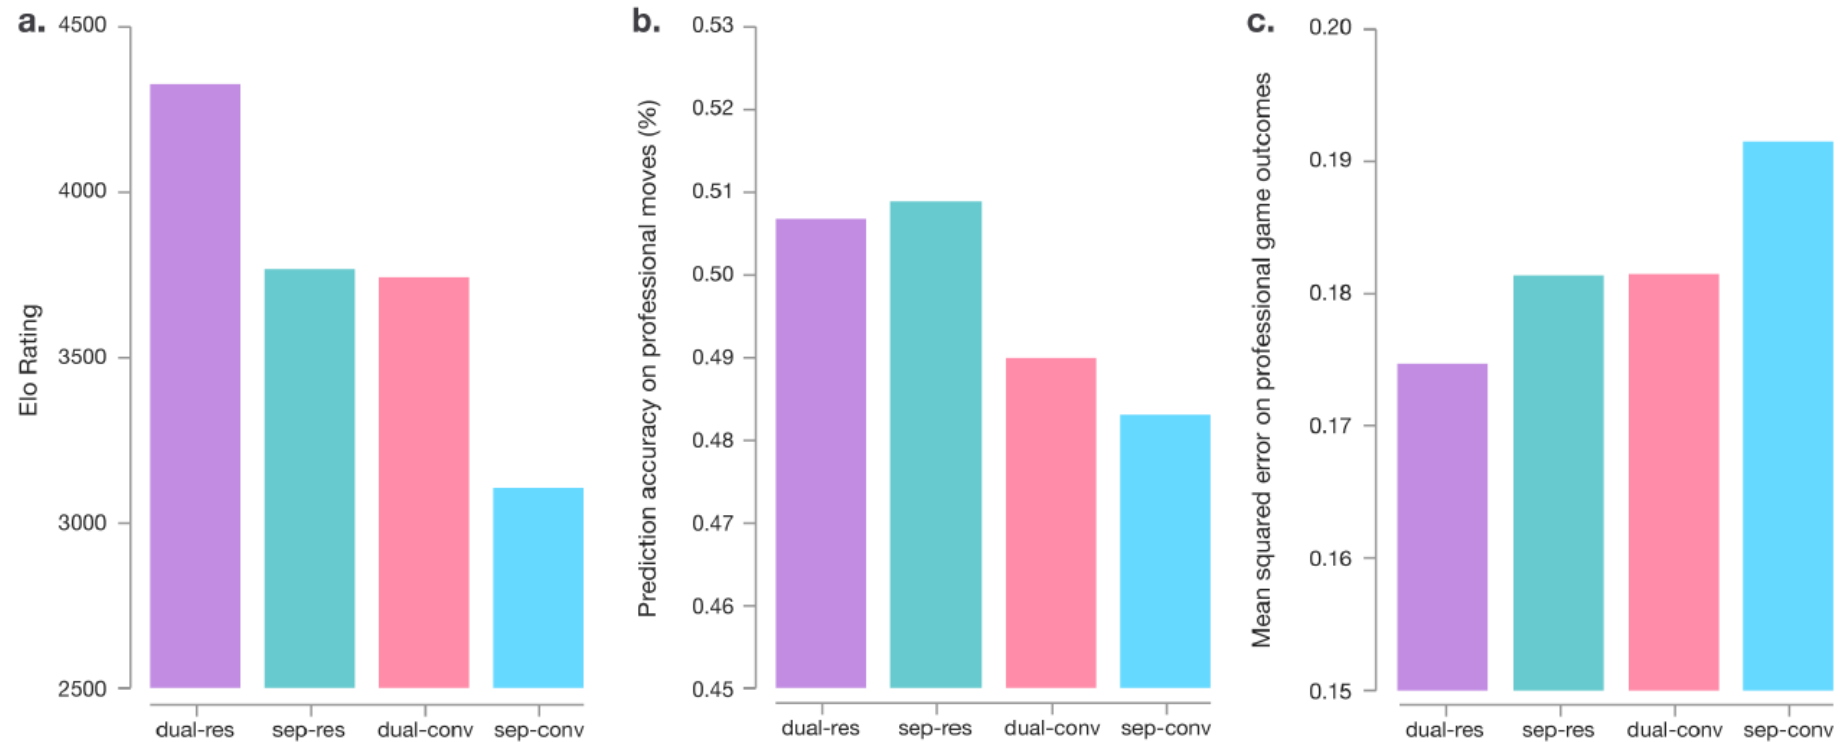 a.
Elo Rating
4500
4000
3500
3000
2500
dual-res sep-res dual-conv sep-conv
b.
Prediction accuracy on professional moves (%)
0.53
0.52
0.51
0.50
0.49
0.48
0.47
0.46
0.45
dual-res sep-res dual-conv sep-conv
c.
Mean squared error on professional game outcomes
0.20
0.19
0.18
0.17
0.16
0.15
dual-res sep-res dual-conv sep-conv